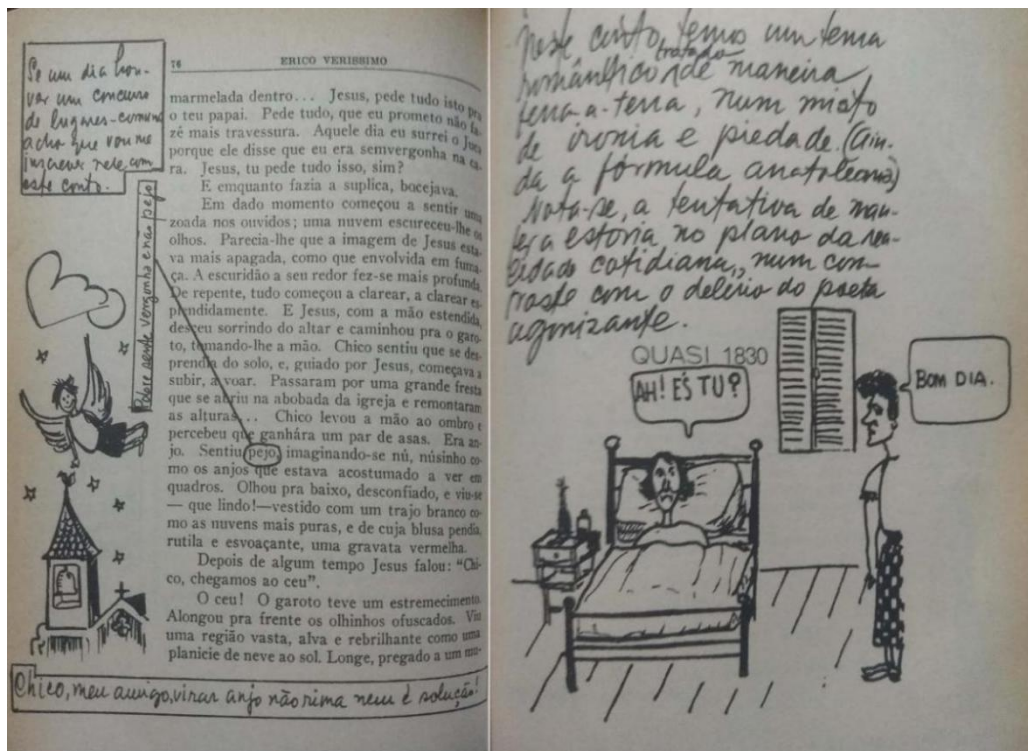 Se um dia hou-
ver um concurso
de lugares-comuns
acho que vou me
inscrever nele com
este conto.
76 ERICO VERISSIMO
marmelada dentro... Jesus, pede tudo isto pra
o teu papai. Pede tudo, que eu prometo não fa-
zê mais travessura. Aquele dia eu surrei o Juca
porque ele disse que eu era semvergonha na ca-
ra. Jesus, tu pede tudo isso, sim?
E emquanto fazia a suplica, bocejava.
Em dado momento começou a sentir uma
zoada nos ouvidos; uma nuvem escureceu-lhe os
olhos. Parecia-lhe que a imagem de Jesus esta-
va mais apagada, como que envolvida em fuma-
ça. A escuridão a seu redor fez-se mais profunda.
De repente, tudo começou a clarear, a clarear es-
plendidamente. E Jesus, com a mão estendida,
desceu sorrindo do altar e caminhou pra o garo-
to, tomando-lhe a mão. Chico sentiu que se des-
prendia do solo, e, guiado por Jesus, começava a
subir, a voar. Passaram por uma grande fresta
que se abriu na abobada da igreja e remontaram
as alturas... Chico levou a mão ao ombro e
percebeu que ganhára um par de asas. Era an-
jo. Sentiu pejo, imaginando-se nú, núsinho co-
mo os anjos que estava acostumado a ver em
quadros. Olhou pra baixo, desconfiado, e viu-se
— que lindo!—vestido com um trajo branco co-
mo as nuvens mais puras, e de cuja blusa pendia,
rutila e esvoaçante, uma gravata vermelha.
Depois de algum tempo Jesus falou: “Chi-
co, chegamos ao ceu”.
O ceu! O garoto teve um estremecimento.
Alongou pra frente os olhinhos ofuscados. Viu
uma região vasta, alva e rebrilhante como uma
planicie de neve ao sol. Longe, pregado a um mu-
Pobre sente vergonha e não pejo
Chico, meu amigo, virar anjo não rima nem é solução!
Neste conto, temos um tema
romântico tratado de maneira
terra-a-terra, num misto
de ironia e piedade. (Ain-
da a fórmula anatoleana)
Nota-se, a tentativa de man-
ter a estoria no plano da rea-
lidade cotidiana, num con-
traste com o delírio do poeta
agonizante.
QUASI 1830
AH! ÉS TU?
BOM DIA.